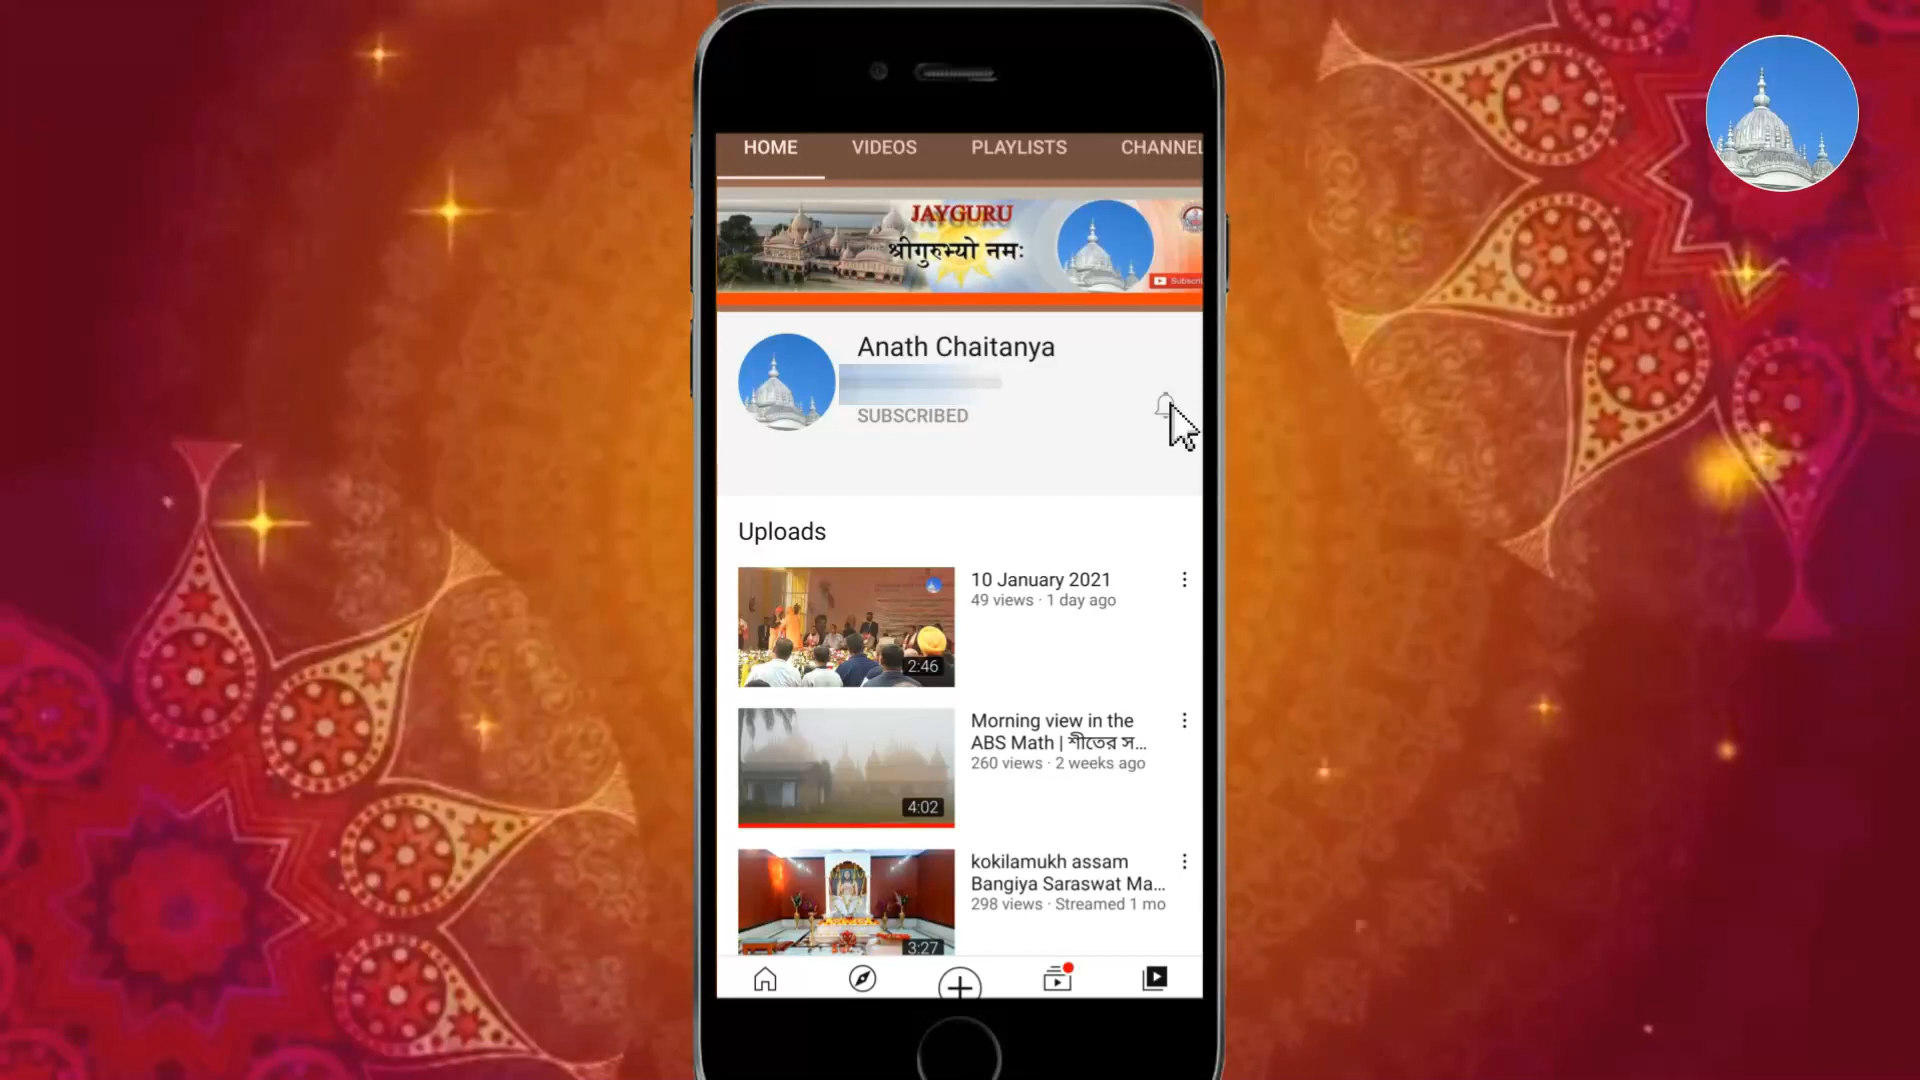 HOME VIDEOS PLAYLISTS CHANNEL
JAYGURU
श्रीगुरुभ्यो नमः
Anath Chaitanya
SUBSCRIBED
Uploads
10 January 2021
49 views · 1 day ago
2:46
Morning view in the
ABS Math | শীতের স...
260 views · 2 weeks ago
4:02
kokilamukh assam
Bangiya Saraswat Ma...
298 views · Streamed 1 mo
3:27